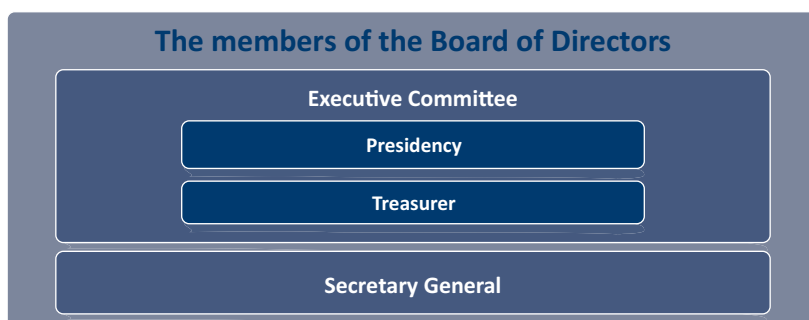 The members of the Board of Directors
Executive Committee
Presidency
Treasurer
Secretary General